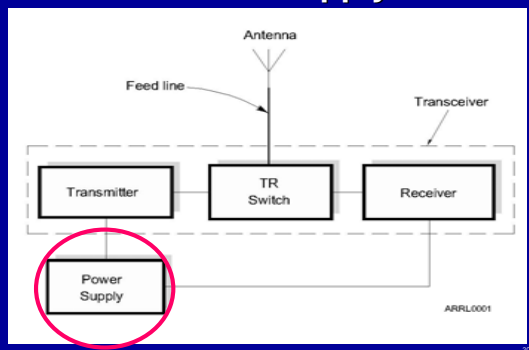 Antenna
Feed line
Transceiver
Transmitter
TR
Switch
Receiver
Power
Supply
ARRL0001